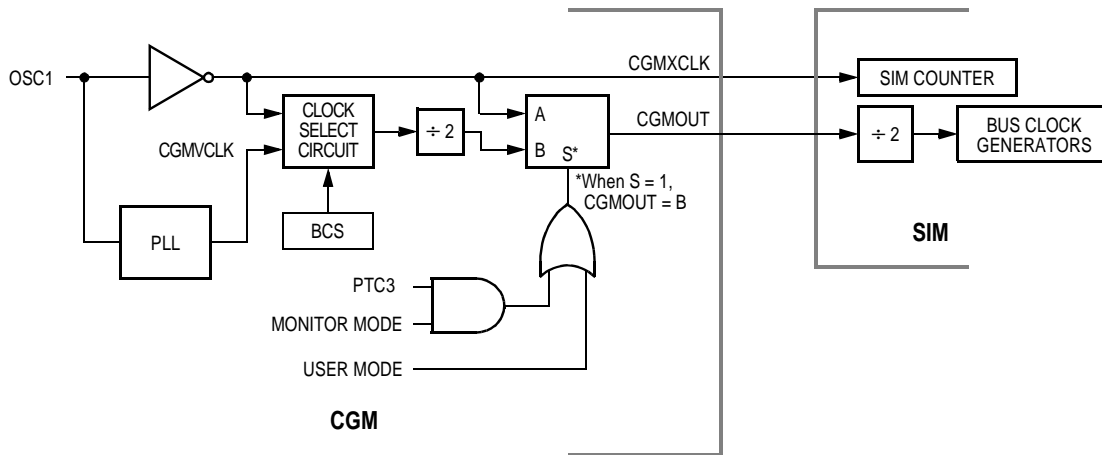 OSC1
CGMXCLK
SIM COUNTER
CLOCK
SELECT
CIRCUIT
÷ 2
A
B
S*
CGMOUT
÷ 2
BUS CLOCK
GENERATORS
CGMVCLK
*When S = 1,
CGMOUT = B
PLL
BCS
SIM
PTC3
MONITOR MODE
USER MODE
CGM